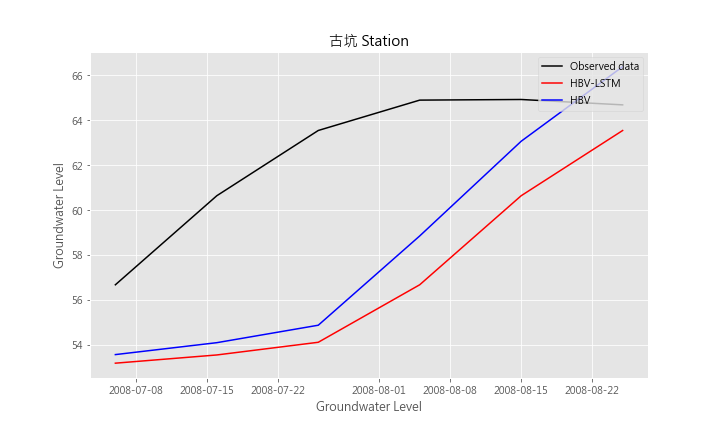 古坑 Station
Observed data
HBV-LSTM
HBV
Groundwater Level
66
64
62
60
58
56
54
2008-07-08 2008-07-15 2008-07-22 2008-08-01 2008-08-08 2008-08-15 2008-08-22
Groundwater Level